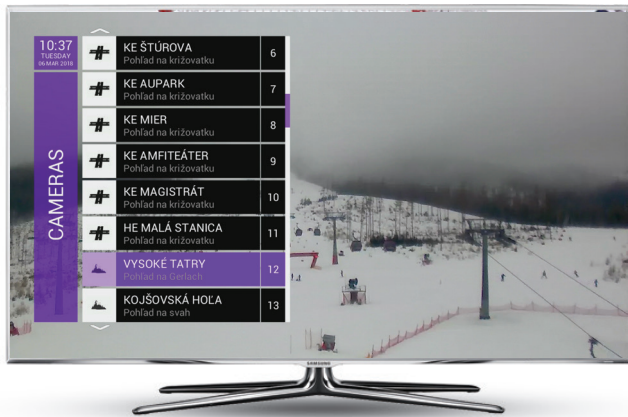 10:37
TUESDAY
06 MAR 2018
CAMERAS
KE ŠTÚROVA
Pohľad na križovatku
6
KE AUPARK
Pohľad na križovatku
7
KE MIER
Pohľad na križovatku
8
KE AMFITEÁTER
Pohľad na križovatku
9
KE MAGISTRÁT
Pohľad na križovatku
10
HE MALÁ STANICA
Pohľad na križovatku
11
VYSOKÉ TATRY
Pohľad na Gerlach
12
KOJŠOVSKÁ HOĽA
Pohľad na svah
13
SAMSUNG